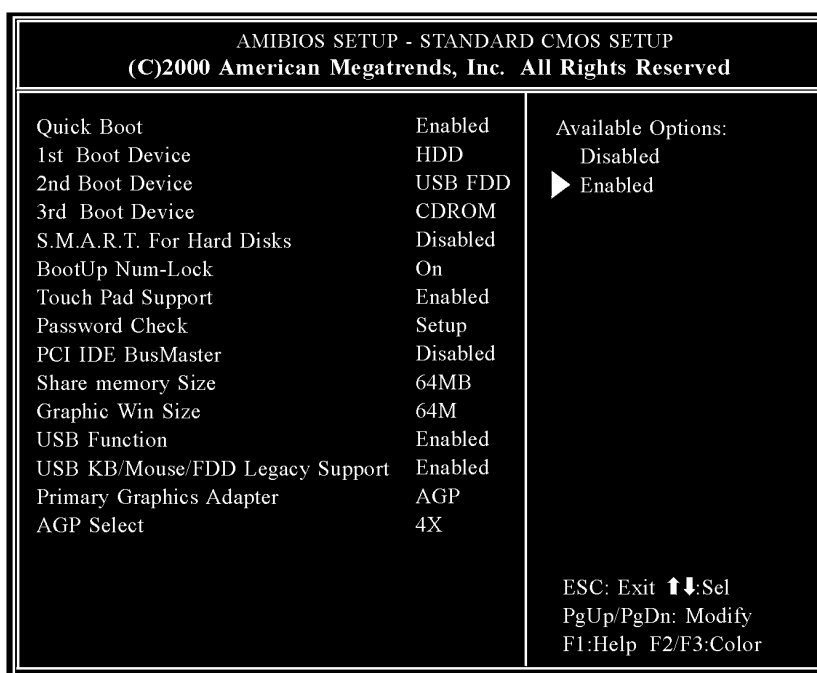 AMIBIOS SETUP - STANDARD CMOS SETUP
(C)2000 American Megatrends, Inc. All Rights Reserved
Quick Boot Enabled
1st Boot Device HDD
2nd Boot Device USB FDD
3rd Boot Device CDROM
S.M.A.R.T. For Hard Disks Disabled
BootUp Num-Lock On
Touch Pad Support Enabled
Password Check Setup
PCI IDE BusMaster Disabled
Share memory Size 64MB
Graphic Win Size 64M
USB Function Enabled
USB KB/Mouse/FDD Legacy Support Enabled
Primary Graphics Adapter AGP
AGP Select 4X
Available Options:
Disabled
Enabled
ESC: Exit ⬆⬇:Sel
PgUp/PgDn: Modify
F1:Help F2/F3:Color